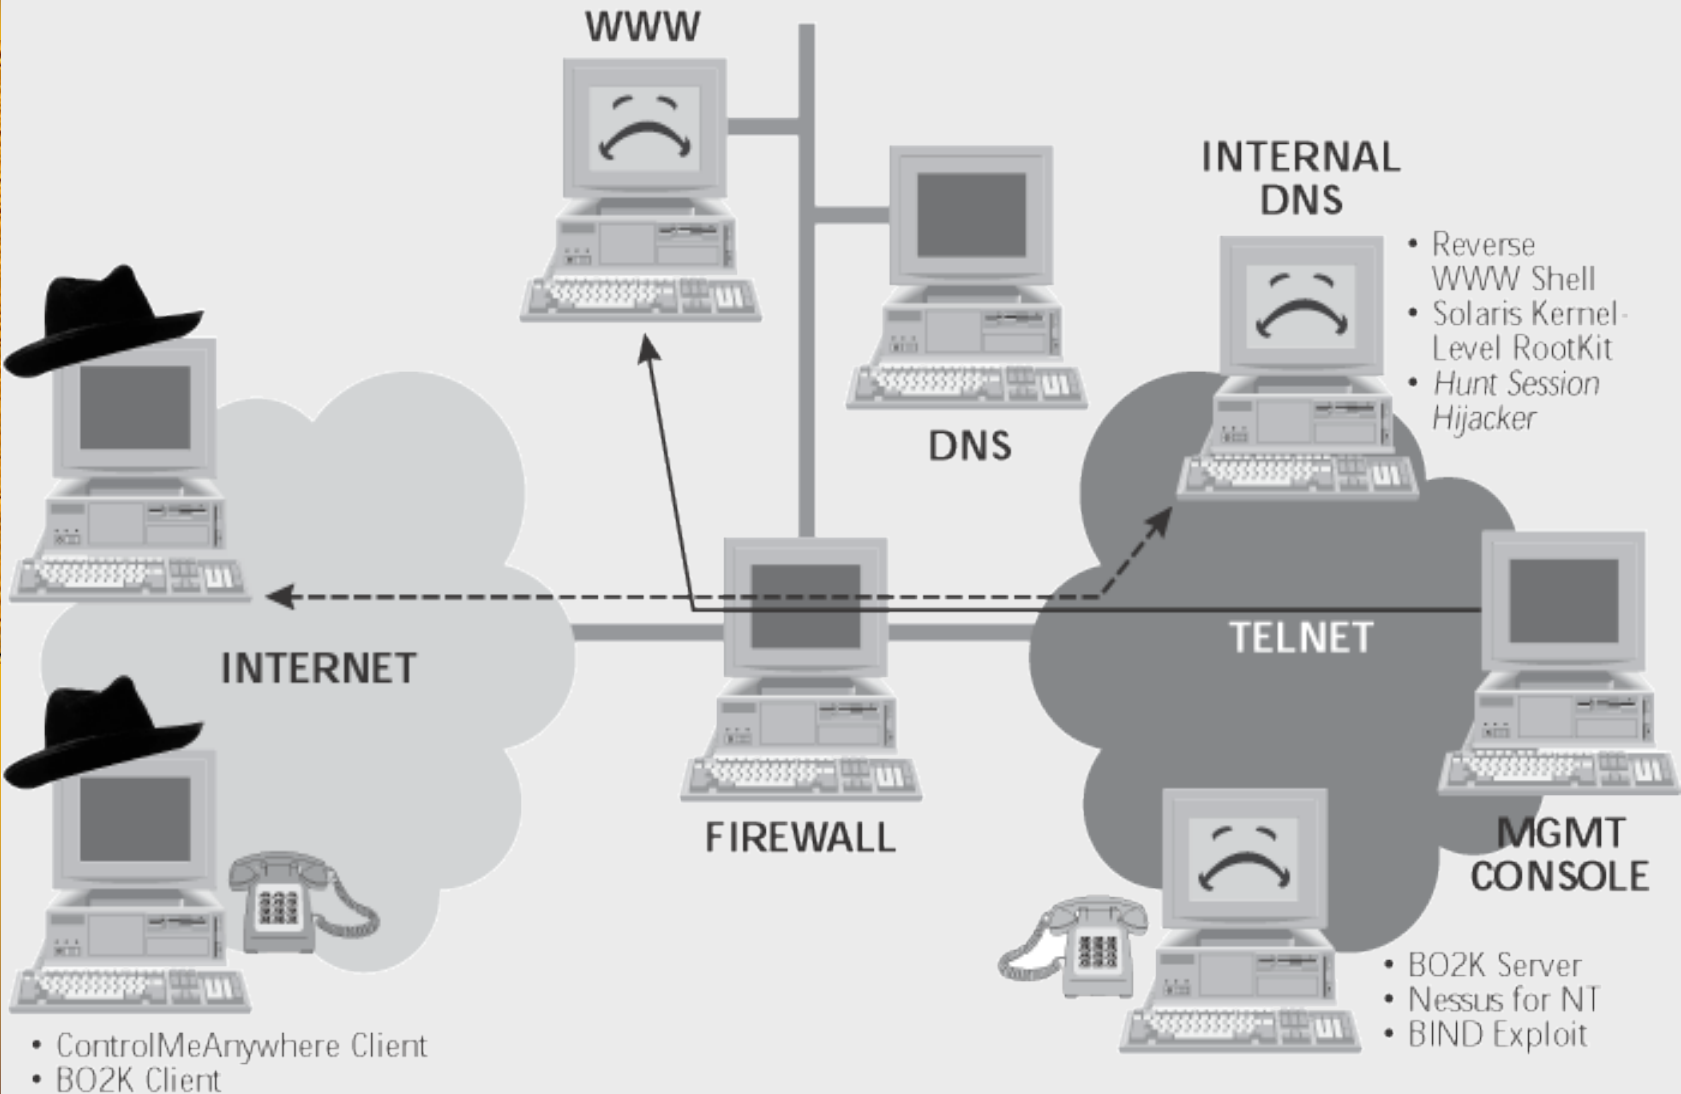 WWW
INTERNAL
DNS
• Reverse
WWW Shell
• Solaris Kernel-
Level RootKit
• Hunt Session
Hijacker
DNS
INTERNET
TELNET
FIREWALL
MGMT
CONSOLE
• BO2K Server
• Nessus for NT
• BIND Exploit
• ControlMeAnywhere Client
• BO2K Client